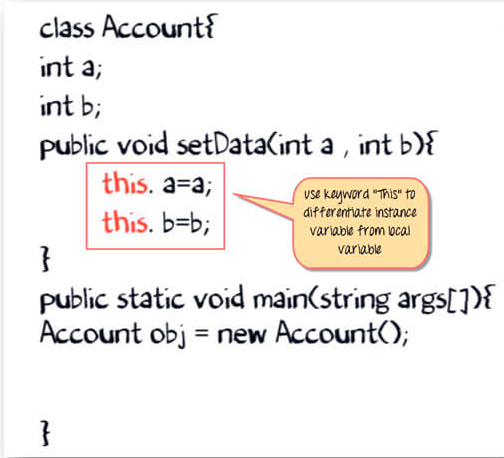 class Account{
int a;
int b;
public void setData(int a , int b){
this. a=a;
this. b=b;
use keyword "This" to
differentiate instance
variable from local
variable
}
public static void main(string args[]){
Account obj = new Account();
}